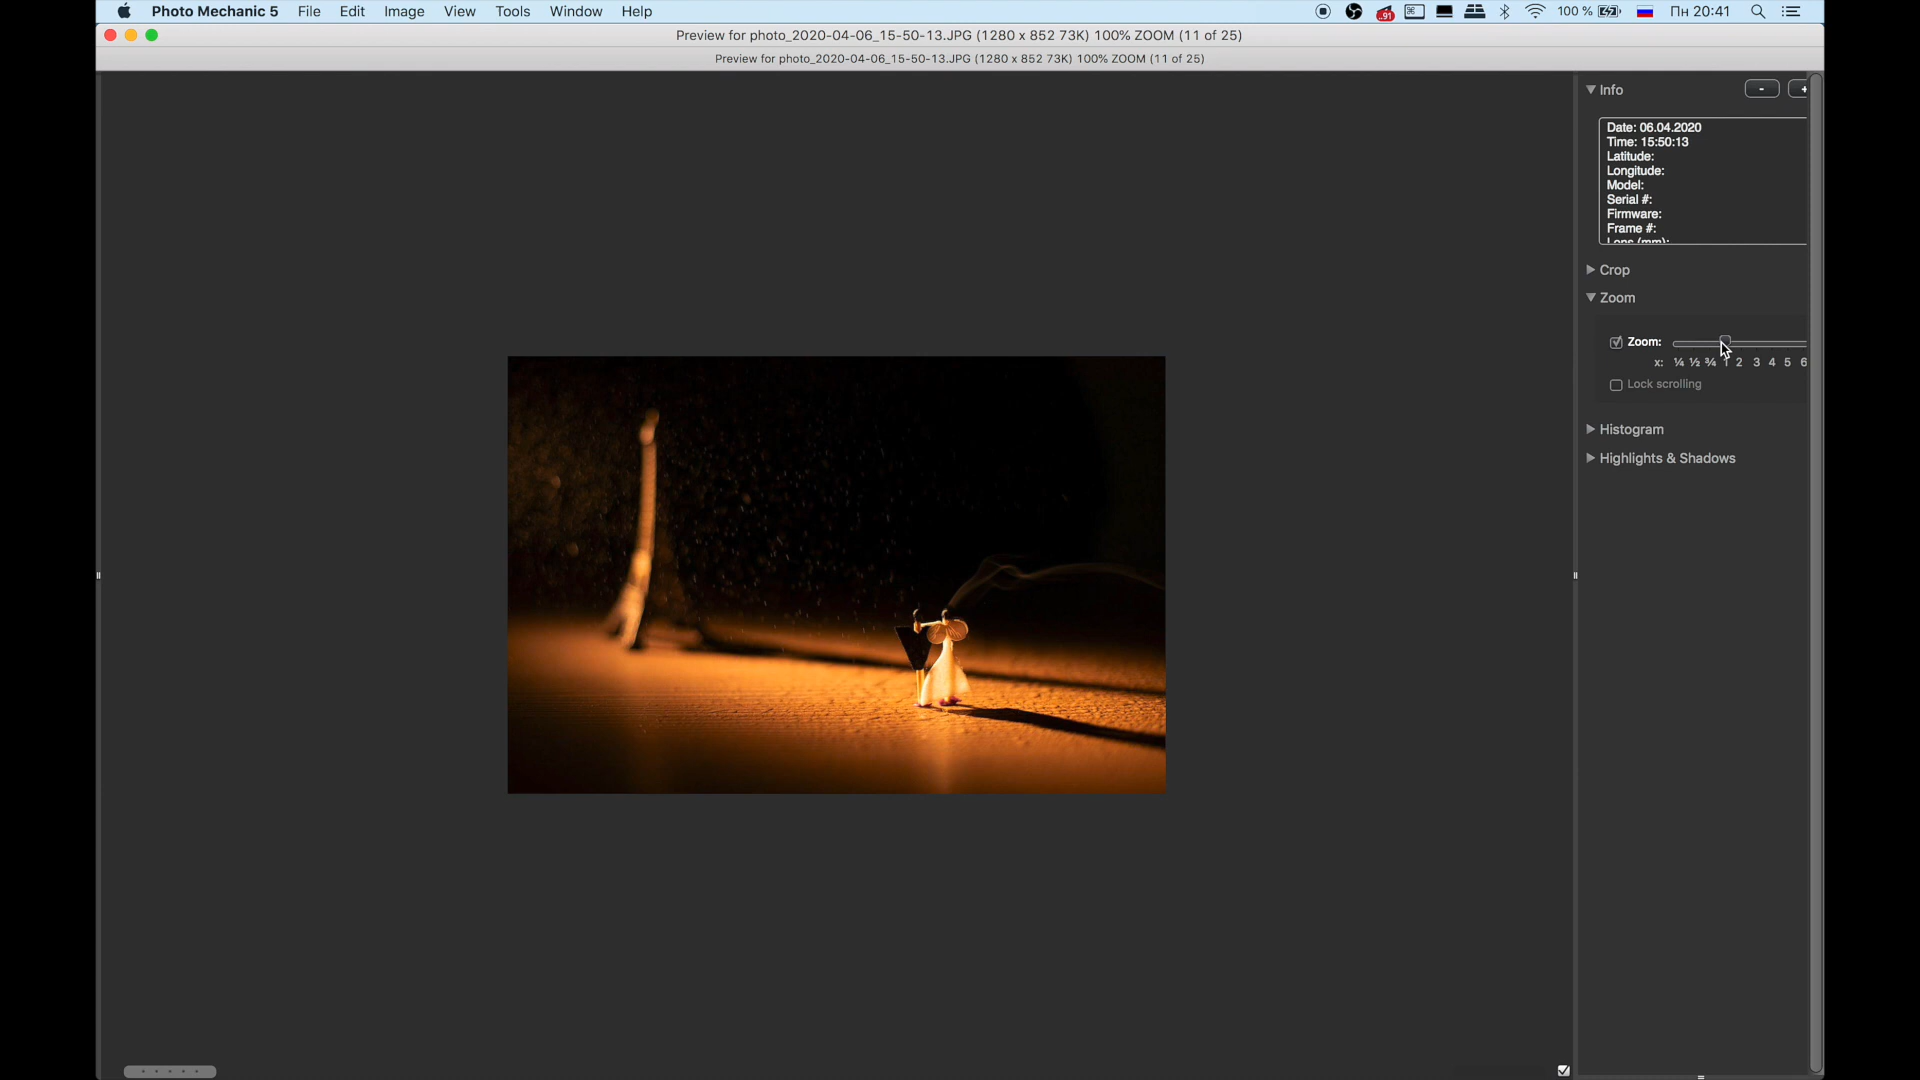 Photo Mechanic 5 File Edit Image View Tools Window Help 91 100 % Пн 20:41
Preview for photo_2020-04-06_15-50-13.JPG (1280 x 852 73K) 100% ZOOM (11 of 25)
Preview for photo_2020-04-06_15-50-13.JPG (1280 x 852 73K) 100% ZOOM (11 of 25)
Info - +
Date: 06.04.2020
Time: 15:50:13
Latitude:
Longitude:
Model:
Serial #:
Firmware:
Frame #:
Lens (mm):
Crop
Zoom
Zoom:
x: ¼ ½ ¾ 1 2 3 4 5 6
Lock scrolling
Histogram
Highlights & Shadows